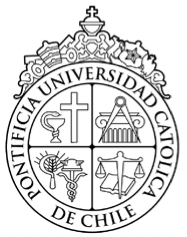 PONTIFICIA UNIVERSIDAD CATOLICA
DE CHILE